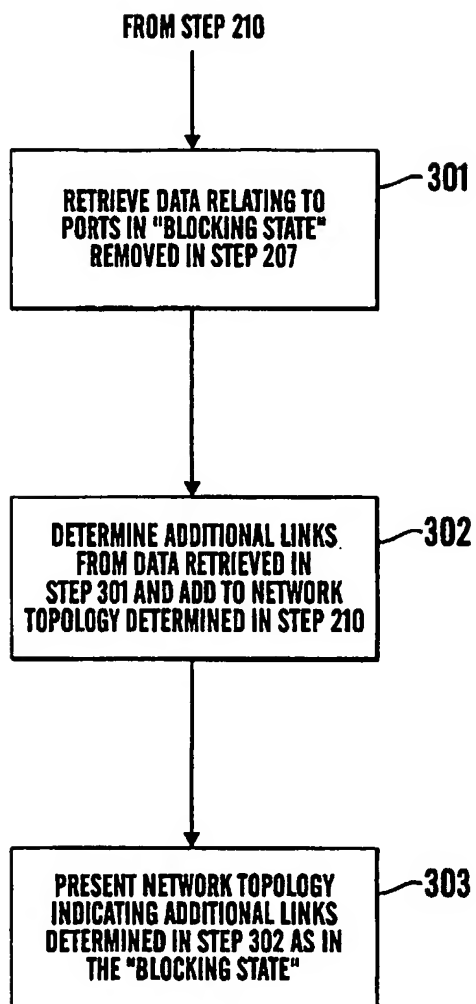 FROM STEP 210
301
RETRIEVE DATA RELATING TO
PORTS IN "BLOCKING STATE"
REMOVED IN STEP 207
302
DETERMINE ADDITIONAL LINKS
FROM DATA RETRIEVED IN
STEP 301 AND ADD TO NETWORK
TOPOLOGY DETERMINED IN STEP 210
303
PRESENT NETWORK TOPOLOGY
INDICATING ADDITIONAL LINKS
DETERMINED IN STEP 302 AS IN
THE "BLOCKING STATE"